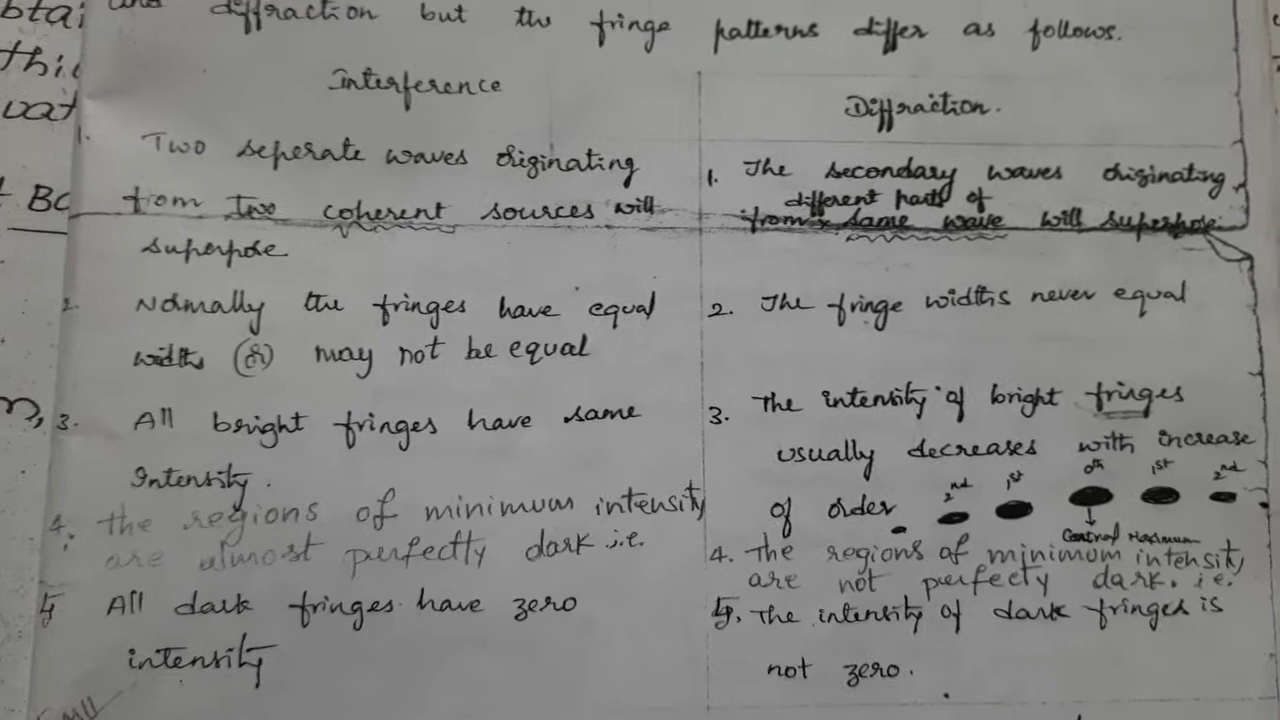 diffraction but the fringe patterns differ as follows.
Interference
1. Two seperate waves originating
from two coherent sources will
superpose
2. Normally the fringes have equal
widths (or) may not be equal
3. All bright fringes have same
Intensity.
4. the regions of minimum intensity
are almost perfectly dark i.e.
5 All dark fringes have zero
intensity
Diffraction.
1. The secondary waves originating
different parts of
from x same wave will superpose
2. The fringe widths never equal
3. The intensity of bright fringes
usually decreases with increase
of order
2nd 1st 0th 1st 2nd
Central Maximum
4. The regions of minimum intensity
are not perfecty dark. i.e.
5. The intensity of dark fringes is
not zero.